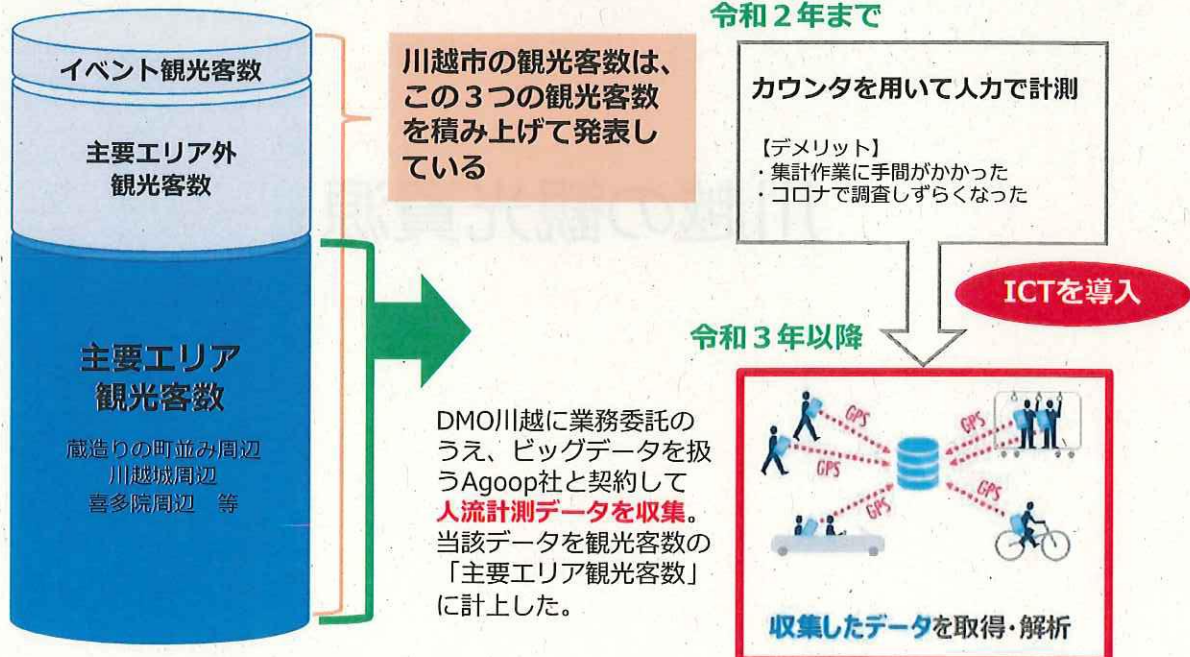 イベント観光客数
主要エリア外
観光客数
主要エリア
観光客数
蔵造りの町並み周辺
川越城周辺
喜多院周辺　等
川越市の観光客数は、
この３つの観光客数
を積み上げて発表し
ている
DMO川越に業務委託の
うえ、ビッグデータを扱
うAgoop社と契約して
人流計測データを収集。
当該データを観光客数の
「主要エリア観光客数」
に計上した。
令和２年まで
カウンタを用いて人力で計測
【デメリット】
・集計作業に手間がかかった
・コロナで調査しずらくなった
ICTを導入
令和３年以降
GPS
GPS
GPS
GPS
GPS
GPS
収集したデータを取得・解析
川越の観光資源